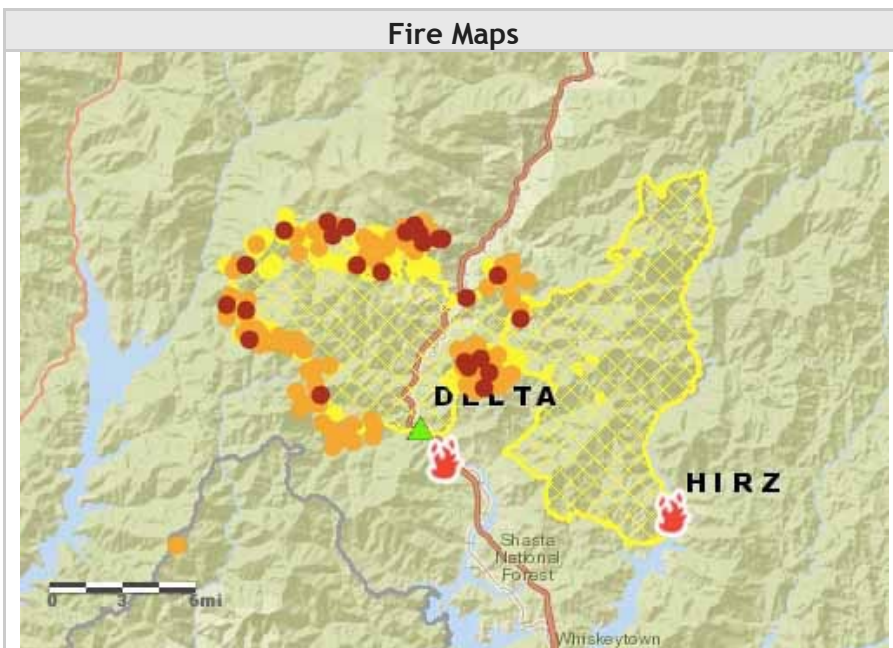 Fire Maps
DELTA
HIRZ
Shasta
National
Forest
0 3 6mi
Whiskeytown